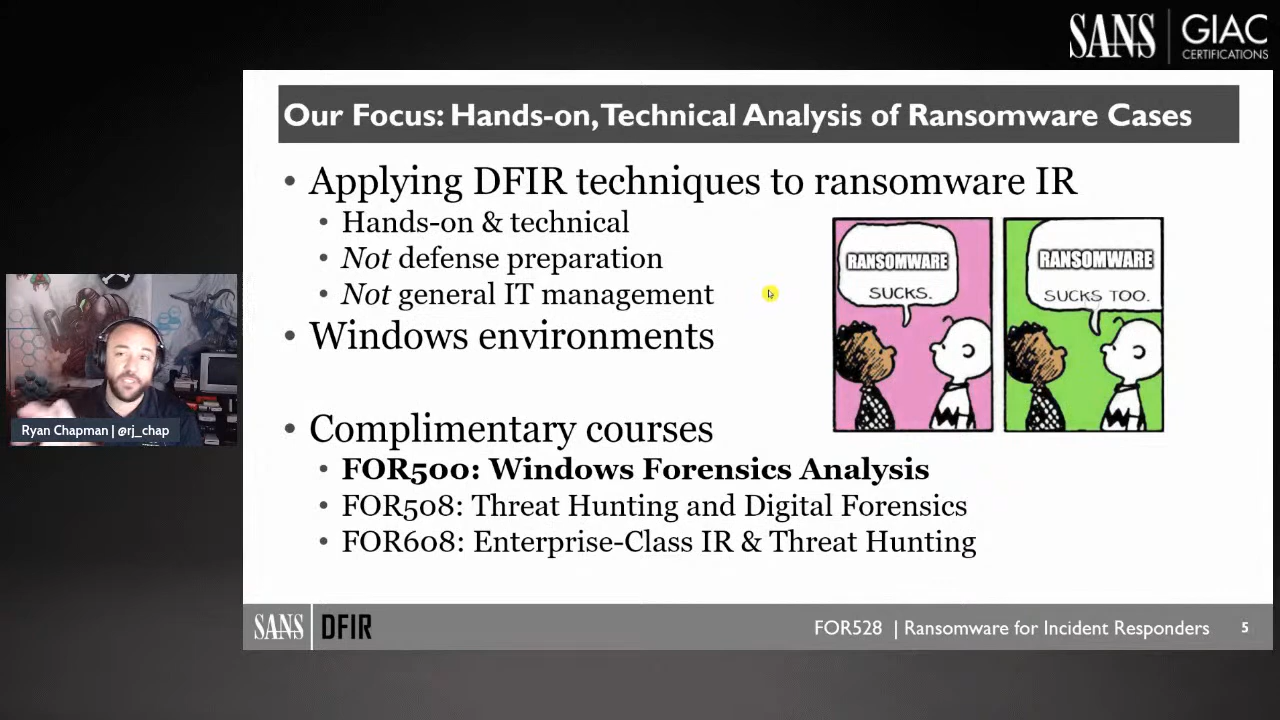 SANS | GIAC
CERTIFICATIONS
Our Focus: Hands-on, Technical Analysis of Ransomware Cases
• Applying DFIR techniques to ransomware IR
• Hands-on & technical
• Not defense preparation
• Not general IT management
• Windows environments
RANSOMWARE
SUCKS.
RANSOMWARE
SUCKS TOO.
• Complimentary courses
• FOR500: Windows Forensics Analysis
• FOR508: Threat Hunting and Digital Forensics
• FOR608: Enterprise-Class IR & Threat Hunting
Ryan Chapman | @rj_chap
SANS | DFIR
FOR528 | Ransomware for Incident Responders 5